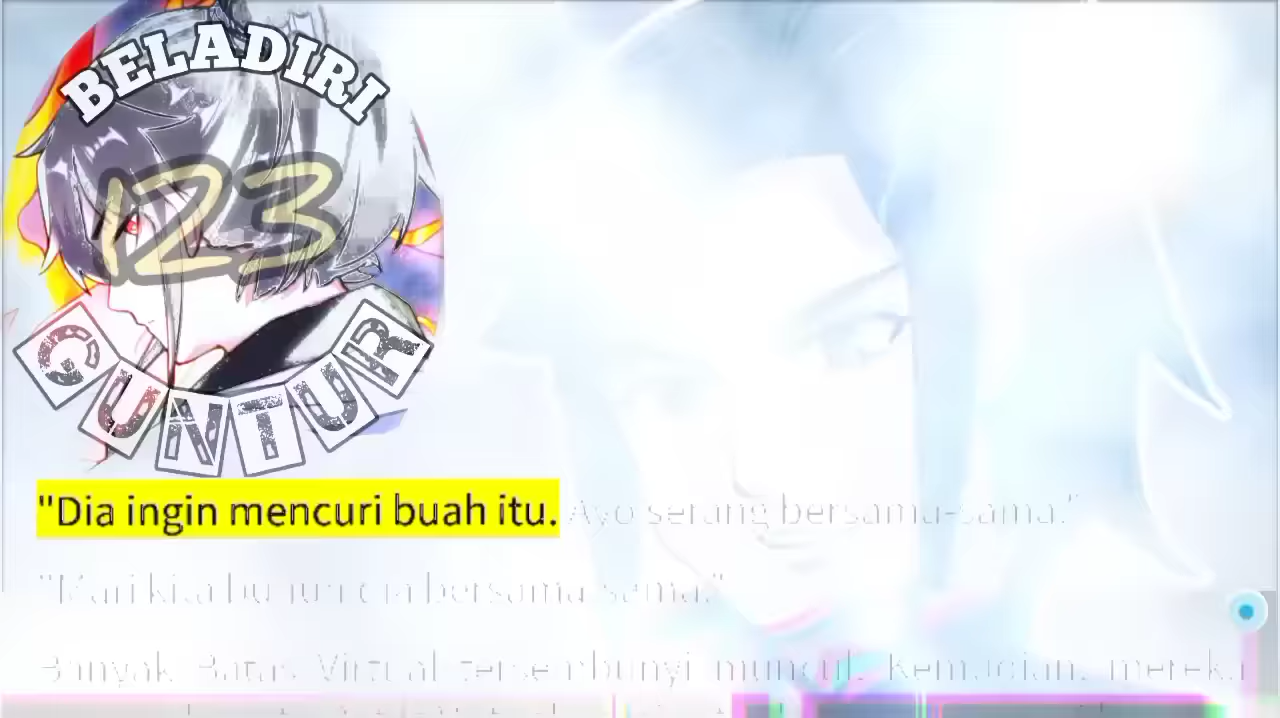 BELADIRI
123
GUNTUR
"Dia ingin mencuri buah itu. Ayo serang bersama-sama."
"Mari kita bunuh dia bersama-sama."
Banyak Batas Virtual tersembunyi muncul. Kemudian, mereka